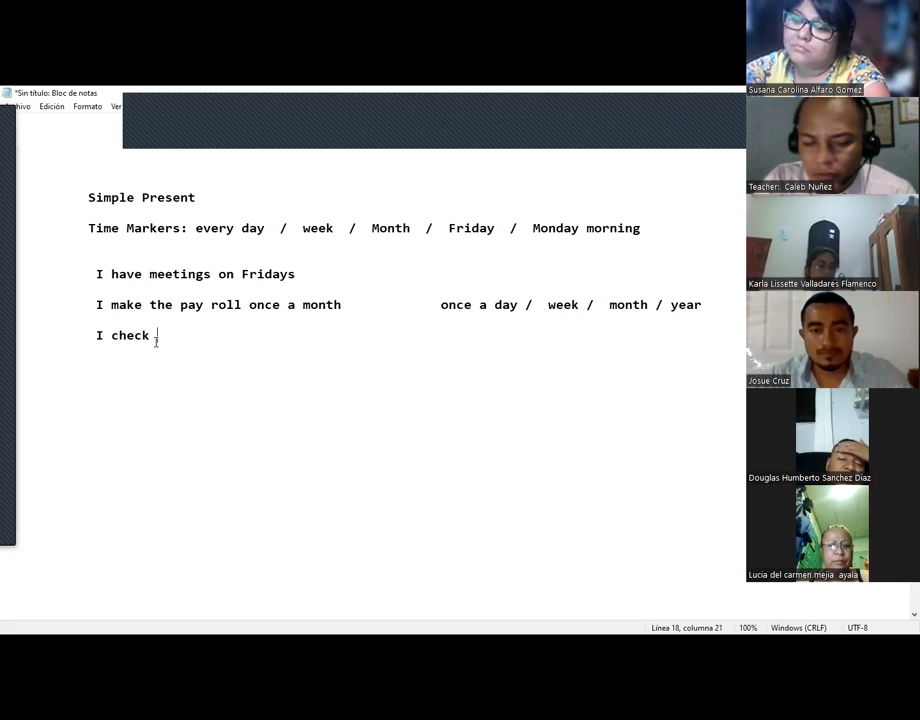 *Sin título: Bloc de notas
Edición Formato Ver
Simple Present
Time Markers: every day / week / Month / Friday / Monday morning
I have meetings on Fridays
I make the pay roll once a month once a day / week / month / year
I check
Susana Carolina Alfaro Gomez
Teacher: Caleb Nuñez
Karla Lissette Valladares Flamenco
Josue Cruz
Douglas Humberto Sanchez Diaz
Lucia del carmen mejia ayala
Línea 18, columna 21 100% Windows (CRLF) UTF-8